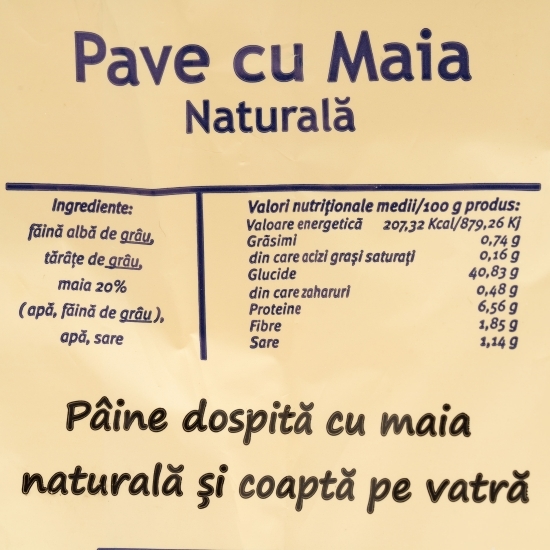 Pave cu Maia
Naturală
Ingrediente:
făină albă de grâu,
tărâțe de grâu,
maia 20%
(apă, făină de grâu),
apă, sare
Valori nutriționale medii/100 g produs:
Valoare energetică 207,32 Kcal/879,26 Kj
Grăsimi 0,74 g
din care acizi grași saturați 0,16 g
Glucide 40,83 g
din care zaharuri 0,48 g
Proteine 6,56 g
Fibre 1,85 g
Sare 1,14 g
Pâine dospită cu maia
naturală și coaptă pe vatră